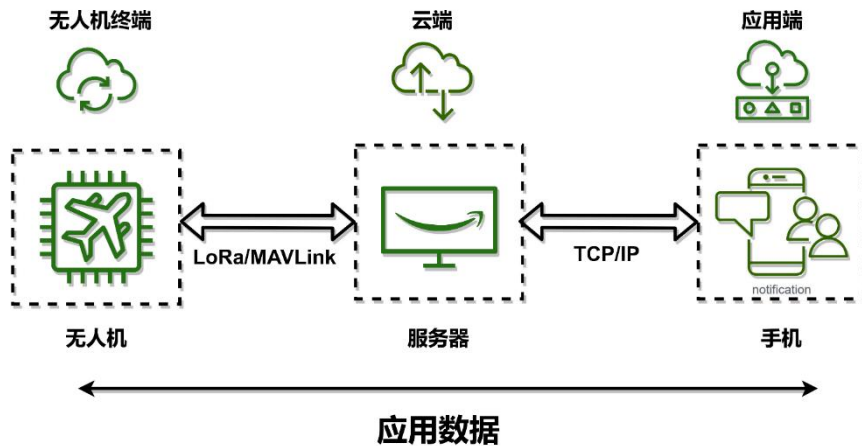 无人机终端
云端
应用端
LoRa/MAVLink
TCP/IP
notification
无人机
服务器
手机
应用数据